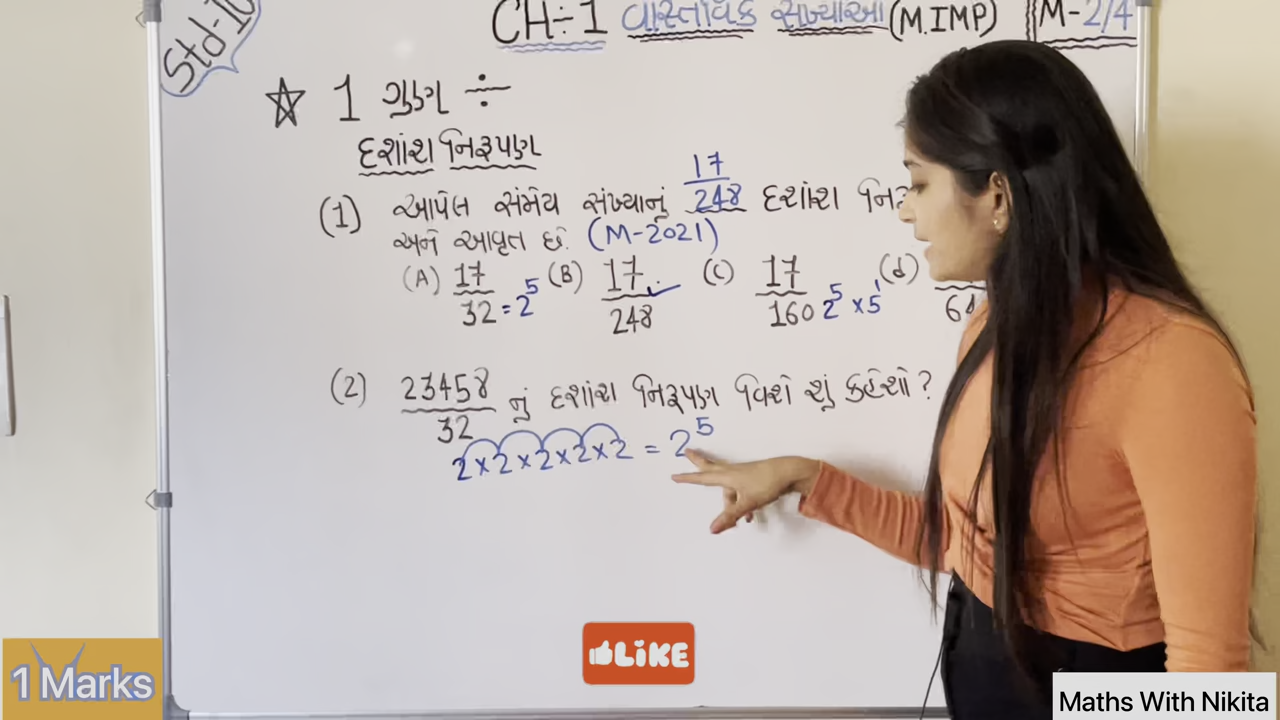 Std-10
CH÷1 વાસ્તવિક સંખ્યાઓ (M.IMP) M-2/4
☆ 1 ગુણ ÷
દશાંશ નિરૂપણ
(1) આપેલ સંમેય સંખ્યાનું 17/248 દશાંશ
અને આવૃત છે. (M-2021)
(A) 17/32 = 2^5 (B) 17/248 ✓ (C) 17/160 2^5 × 5^1 (d)
(2) 23458/32 નું દશાંશ નિરૂપણ વિશે શું કહેશો?
2×2×2×2×2 = 2^5
LIKE
1 Marks
Maths With Nikita